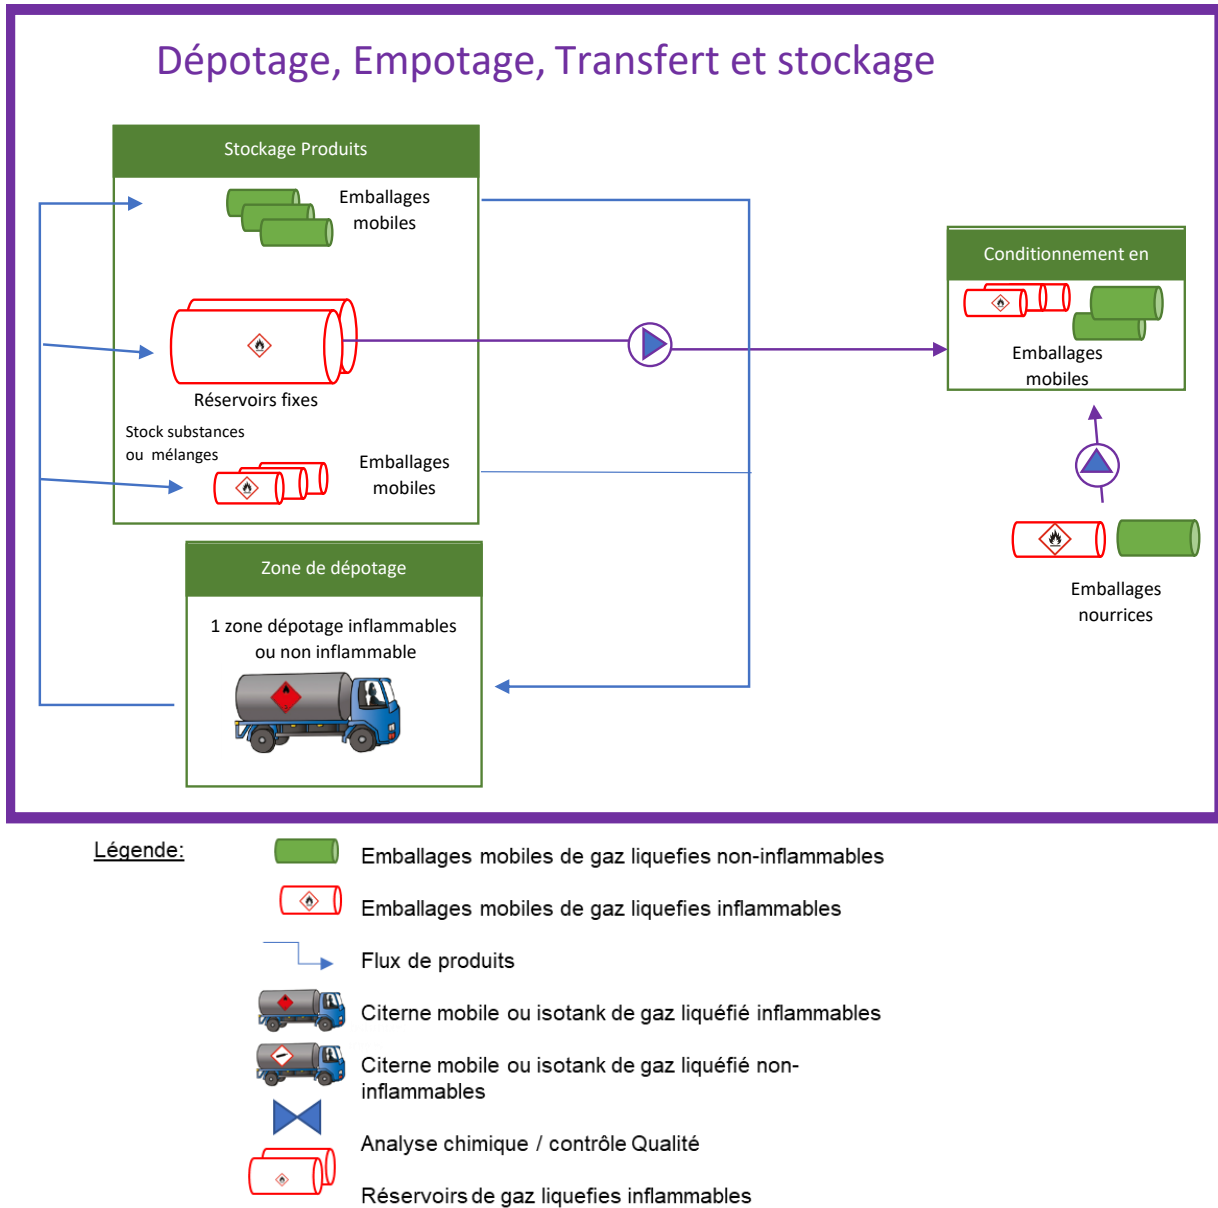 Dépotage, Empotage, Transfert et stockage
Stockage Produits
Emballages
mobiles
Réservoirs fixes
Stock substances
ou mélanges
Emballages
mobiles
Conditionnement en
Emballages
mobiles
Emballages
nourrices
Zone de dépotage
1 zone dépotage inflammables
ou non inflammable
Légende:
Emballages mobiles de gaz liquefies non-inflammables
Emballages mobiles de gaz liquefies inflammables
Flux de produits
Citerne mobile ou isotank de gaz liquéfié inflammables
Citerne mobile ou isotank de gaz liquéfié non-
inflammables
Analyse chimique / contrôle Qualité
Réservoirs de gaz liquefies inflammables